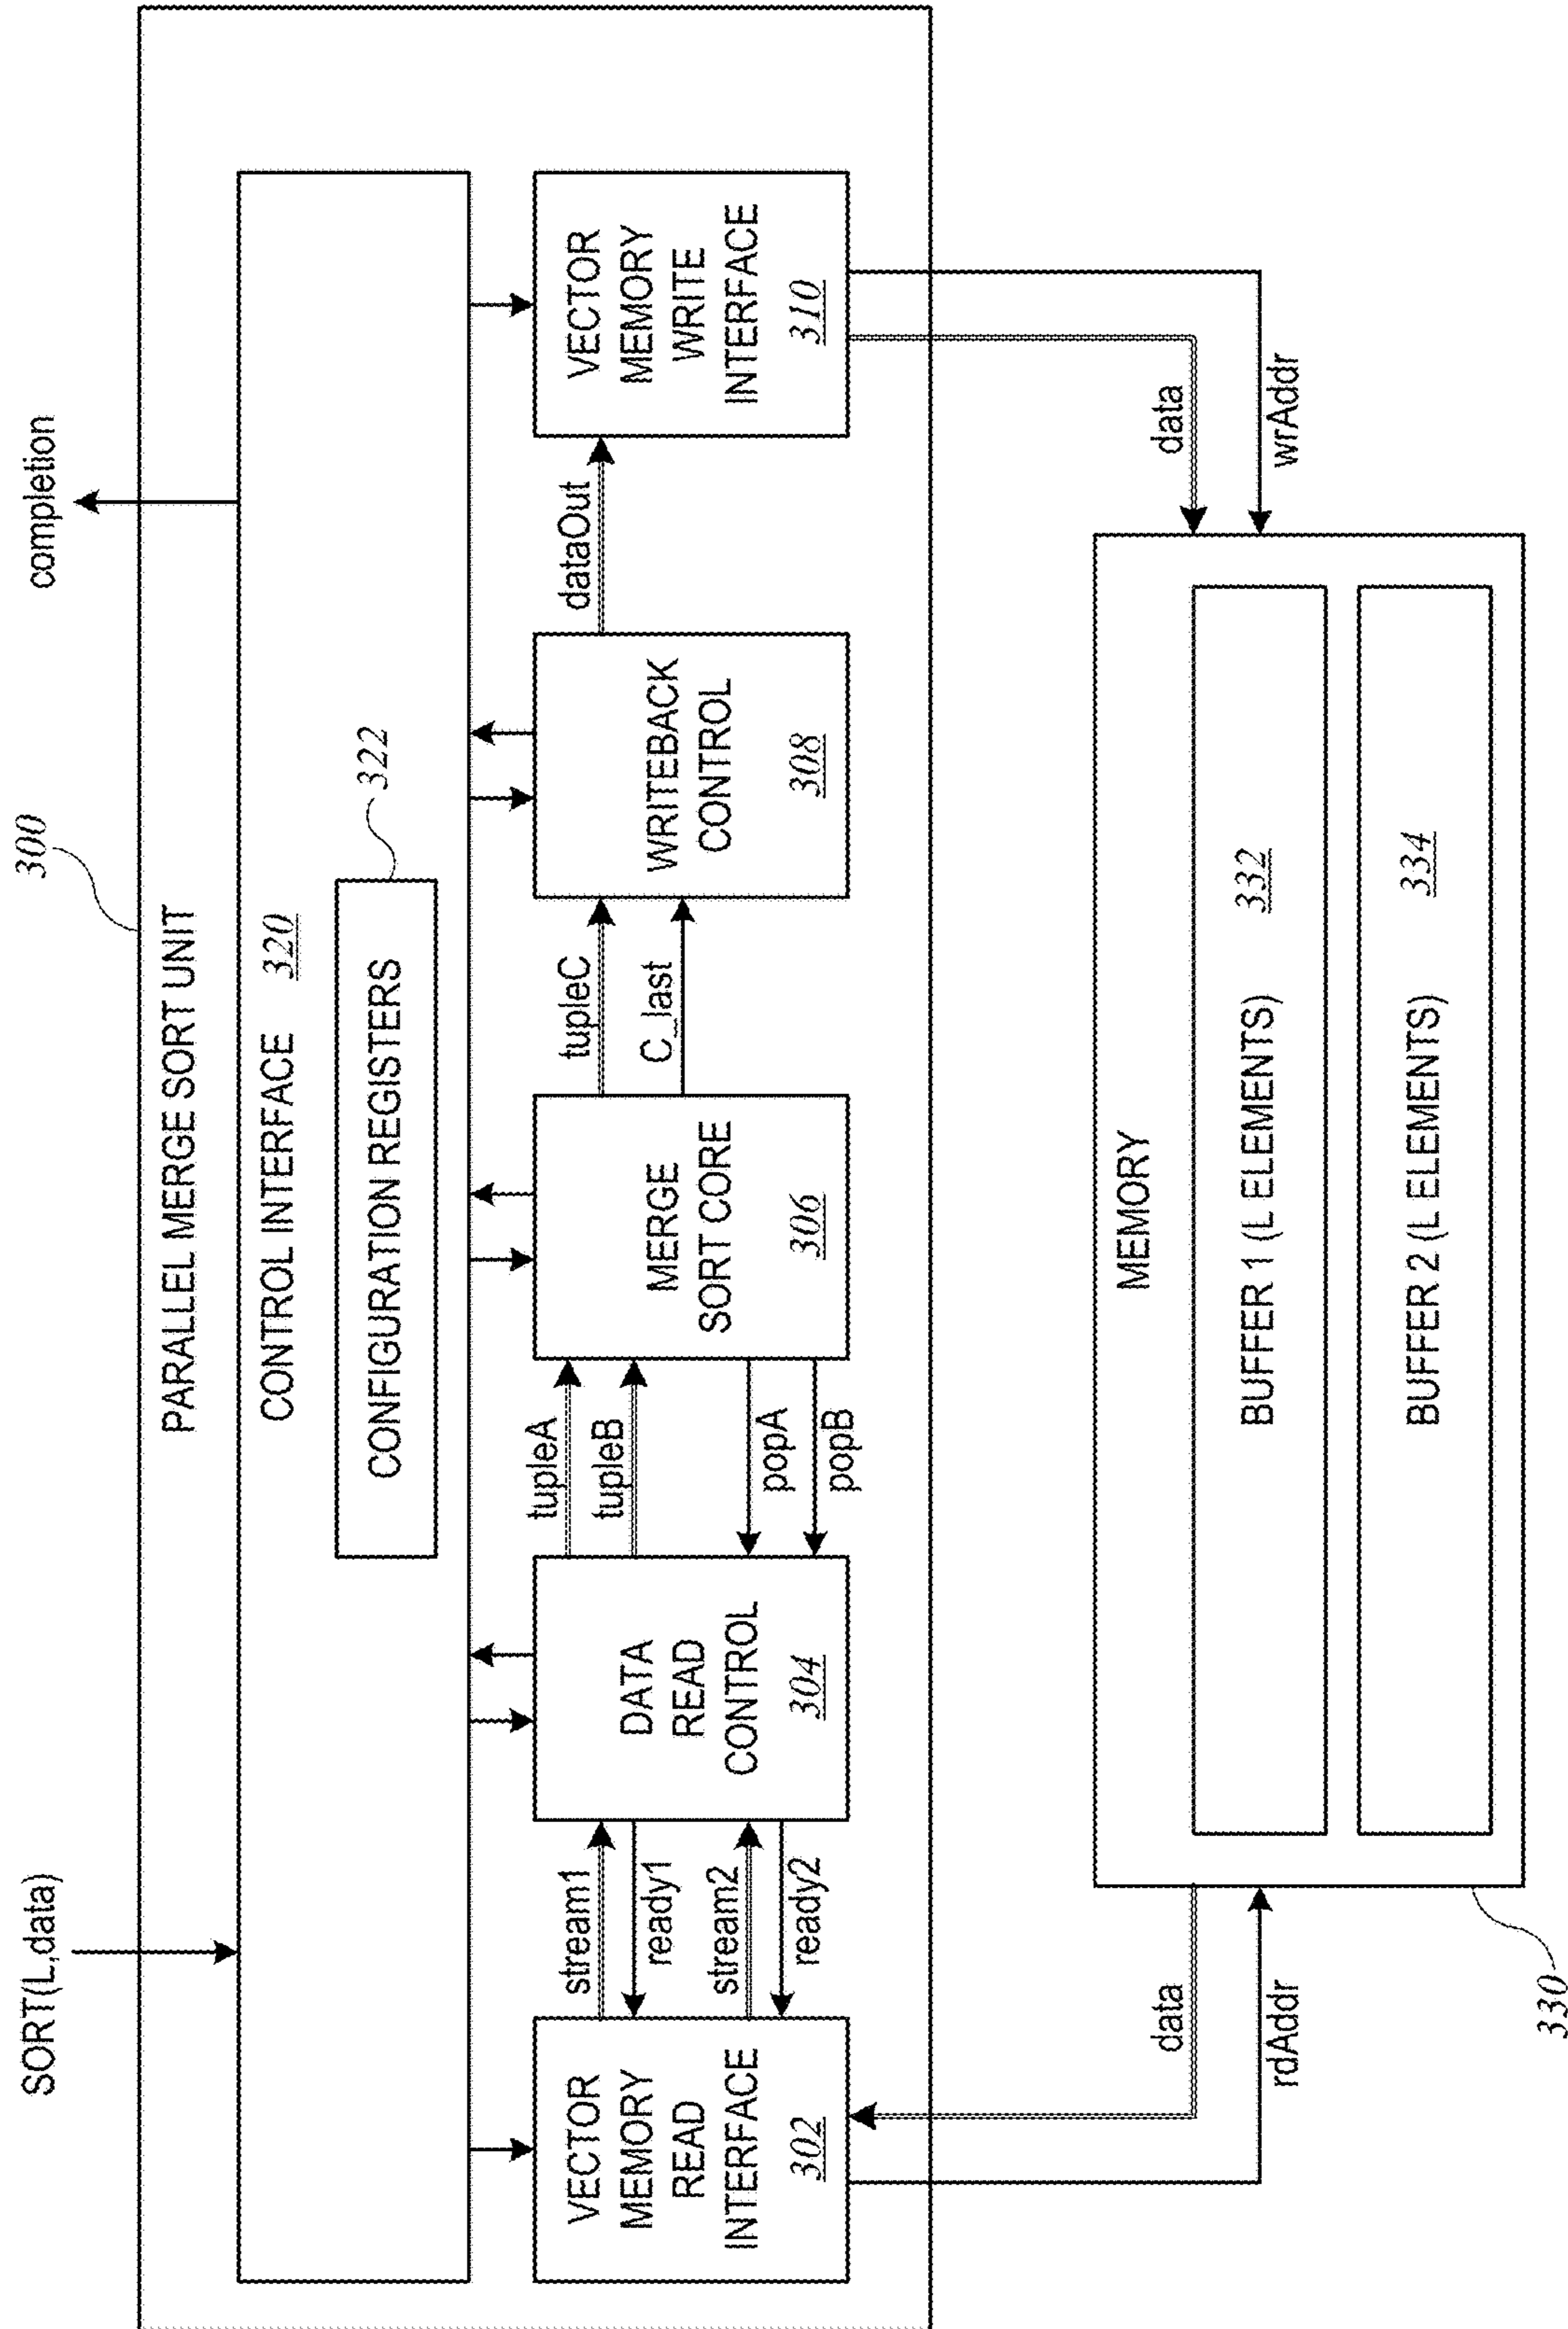 300
SORT(L,data)
completion
PARALLEL MERGE SORT UNIT
CONTROL INTERFACE 320
CONFIGURATION REGISTERS
322
VECTOR
MEMORY
READ
INTERFACE
302
stream1
ready1
stream2
ready2
DATA
READ
CONTROL
304
tupleA
tupleB
popA
popB
MERGE
SORT CORE
306
tupleC
C_last
WRITEBACK
CONTROL
308
dataOut
VECTOR
MEMORY
WRITE
INTERFACE
310
data
rdAddr
data
wrAddr
MEMORY
BUFFER 1 (L ELEMENTS) 332
BUFFER 2 (L ELEMENTS) 334
330